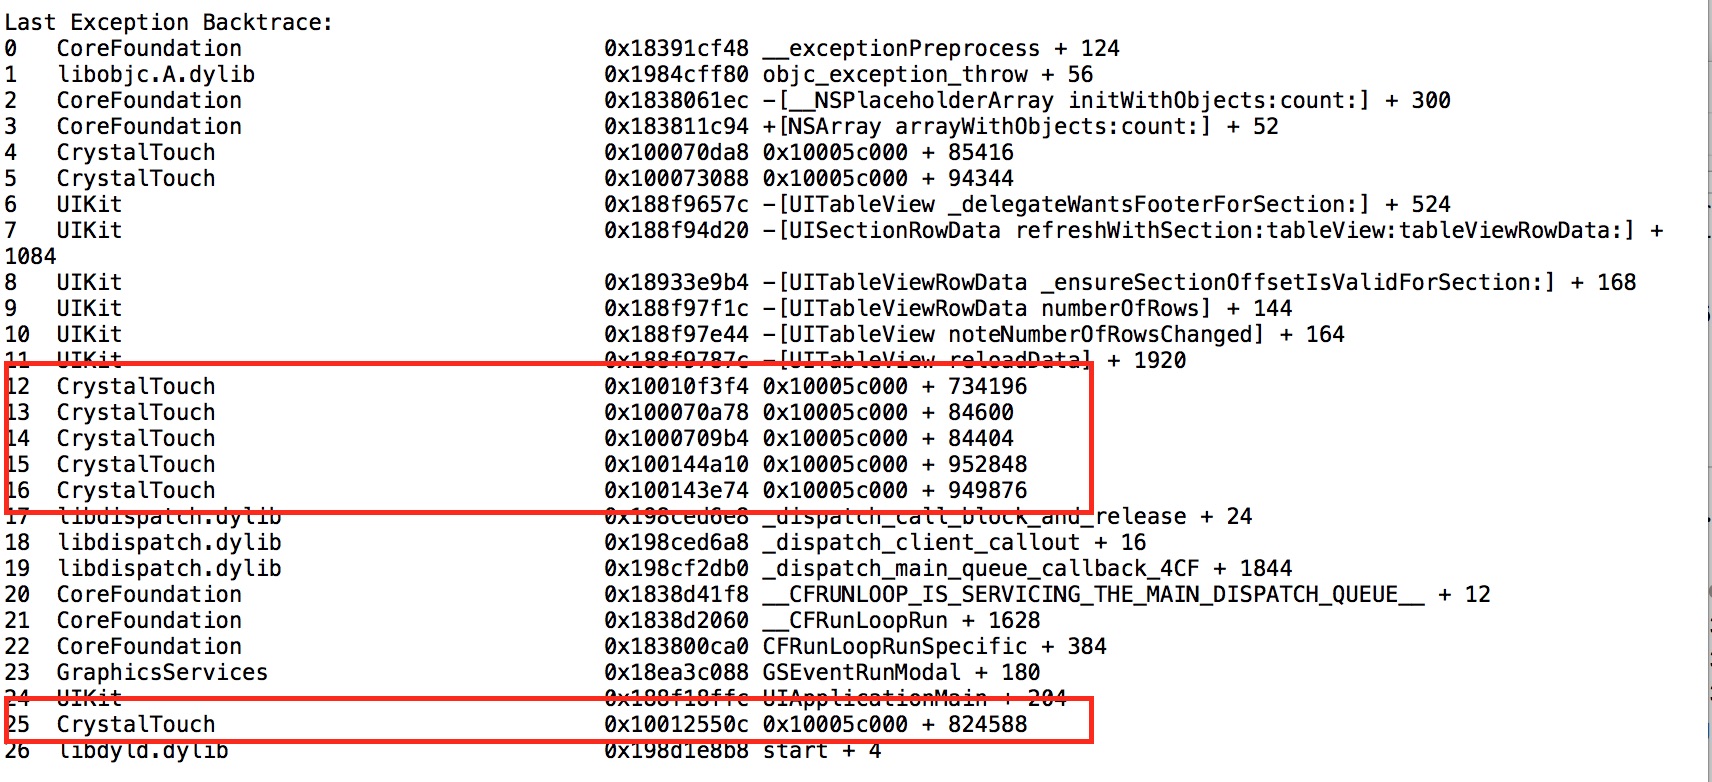 Last Exception Backtrace:
0 CoreFoundation 0x18391cf48 __exceptionPreprocess + 124
1 libobjc.A.dylib 0x1984cff80 objc_exception_throw + 56
2 CoreFoundation 0x1838061ec -[__NSPlaceholderArray initWithObjects:count:] + 300
3 CoreFoundation 0x183811c94 +[NSArray arrayWithObjects:count:] + 52
4 CrystalTouch 0x100070da8 0x10005c000 + 85416
5 CrystalTouch 0x100073088 0x10005c000 + 94344
6 UIKit 0x188f9657c -[UITableView _delegateWantsFooterForSection:] + 524
7 UIKit 0x188f94d20 -[UISectionRowData refreshWithSection:tableView:tableViewRowData:] +
1084
8 UIKit 0x18933e9b4 -[UITableViewRowData _ensureSectionOffsetIsValidForSection:] + 168
9 UIKit 0x188f97f1c -[UITableViewRowData numberOfRows] + 144
10 UIKit 0x188f97e44 -[UITableView noteNumberOfRowsChanged] + 164
11 UIKit 0x188f9787c -[UITableView reloadData] + 1920
12 CrystalTouch 0x10010f3f4 0x10005c000 + 734196
13 CrystalTouch 0x100070a78 0x10005c000 + 84600
14 CrystalTouch 0x1000709b4 0x10005c000 + 84404
15 CrystalTouch 0x100144a10 0x10005c000 + 952848
16 CrystalTouch 0x100143e74 0x10005c000 + 949876
17 libdispatch.dylib 0x198ced6e8 _dispatch_call_block_and_release + 24
18 libdispatch.dylib 0x198ced6a8 _dispatch_client_callout + 16
19 libdispatch.dylib 0x198cf2db0 _dispatch_main_queue_callback_4CF + 1844
20 CoreFoundation 0x1838d41f8 __CFRUNLOOP_IS_SERVICING_THE_MAIN_DISPATCH_QUEUE__ + 12
21 CoreFoundation 0x1838d2060 __CFRunLoopRun + 1628
22 CoreFoundation 0x183800ca0 CFRunLoopRunSpecific + 384
23 GraphicsServices 0x18ea3c088 GSEventRunModal + 180
24 UIKit 0x188f18ffc UIApplicationMain + 204
25 CrystalTouch 0x10012550c 0x10005c000 + 824588
26 libdyld.dylib 0x198d1e8b8 start + 4